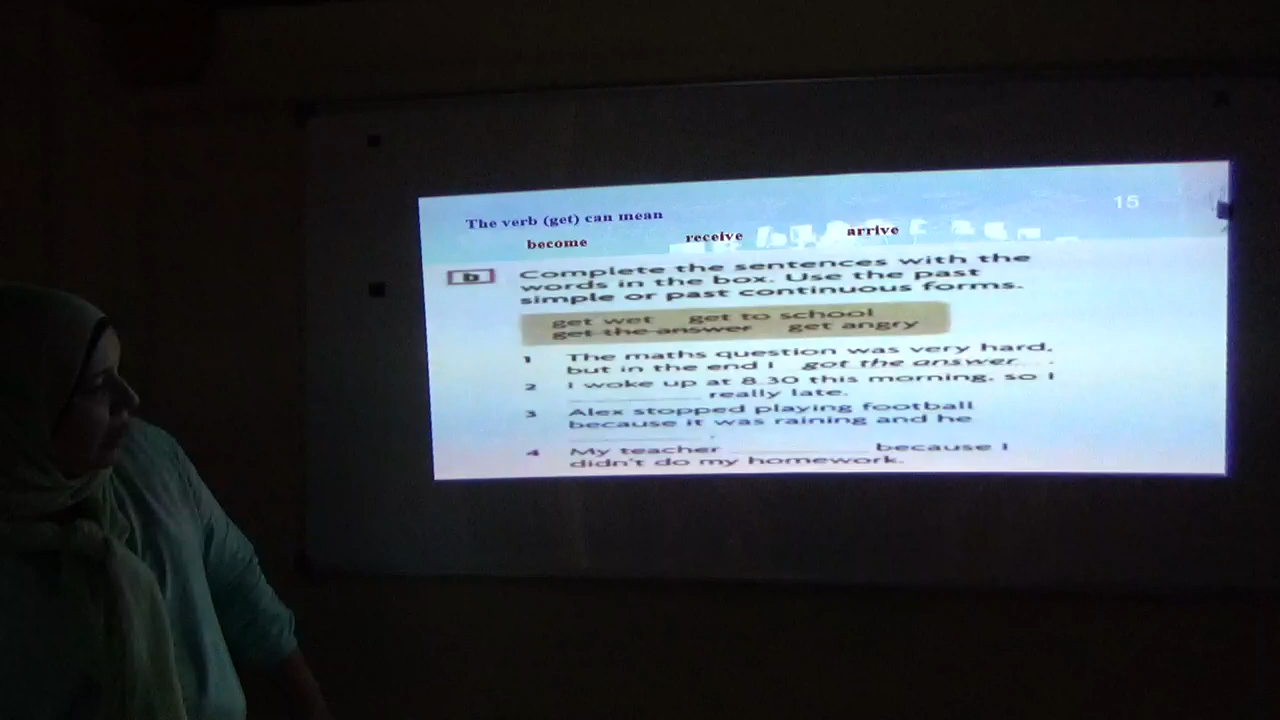 15
The verb (get) can mean
become receive arrive
b Complete the sentences with the
words in the box. Use the past
simple or past continuous forms.
get wet get to school
get the answer get angry
1 The maths question was very hard,
but in the end I got the answer .
2 I woke up at 8.30 this morning, so I
__________ really late.
3 Alex stopped playing football
because it was raining and he
__________ .
4 My teacher __________ because I
didn't do my homework.